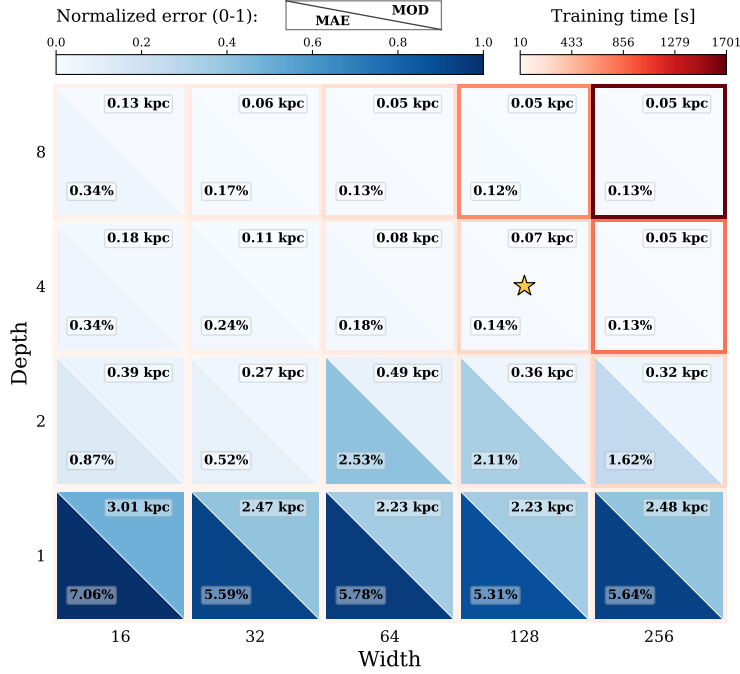 Normalized error (0-1):
MAE
MOD
Training time [s]
0.0 0.2 0.4 0.6 0.8 1.0
10 433 856 1279 1701
8
0.13 kpc 0.06 kpc 0.05 kpc 0.05 kpc 0.05 kpc
0.34% 0.17% 0.13% 0.12% 0.13%
4
0.18 kpc 0.11 kpc 0.08 kpc 0.07 kpc 0.05 kpc
0.34% 0.24% 0.18% 0.14% 0.13%
Depth
2
0.39 kpc 0.27 kpc 0.49 kpc 0.36 kpc 0.32 kpc
0.87% 0.52% 2.53% 2.11% 1.62%
1
3.01 kpc 2.47 kpc 2.23 kpc 2.23 kpc 2.48 kpc
7.06% 5.59% 5.78% 5.31% 5.64%
16 32 64 128 256
Width